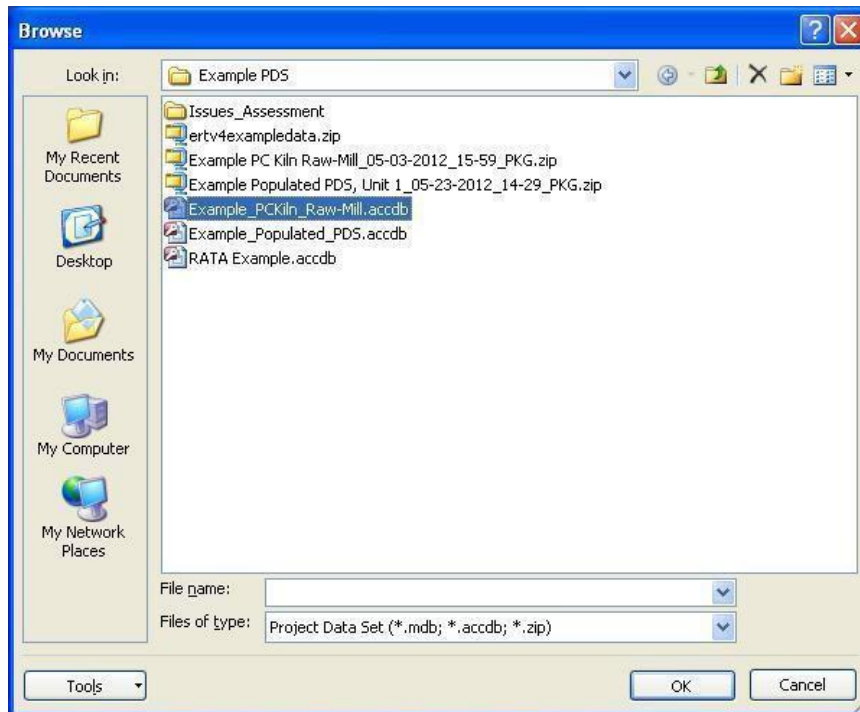 Browse
Look in:
Example PDS
My Recent
Documents
Desktop
My Documents
My Computer
My Network
Places
Issues_Assessment
ertv4exampledata.zip
Example PC Kiln Raw-Mill_05-03-2012_15-59_PKG.zip
Example Populated PDS, Unit 1_05-23-2012_14-29_PKG.zip
Example_PCKiln_Raw-Mill.accdb
Example_Populated_PDS.accdb
RATA Example.accdb
File name:
Files of type:
Project Data Set (*.mdb; *.accdb; *.zip)
Tools
OK
Cancel